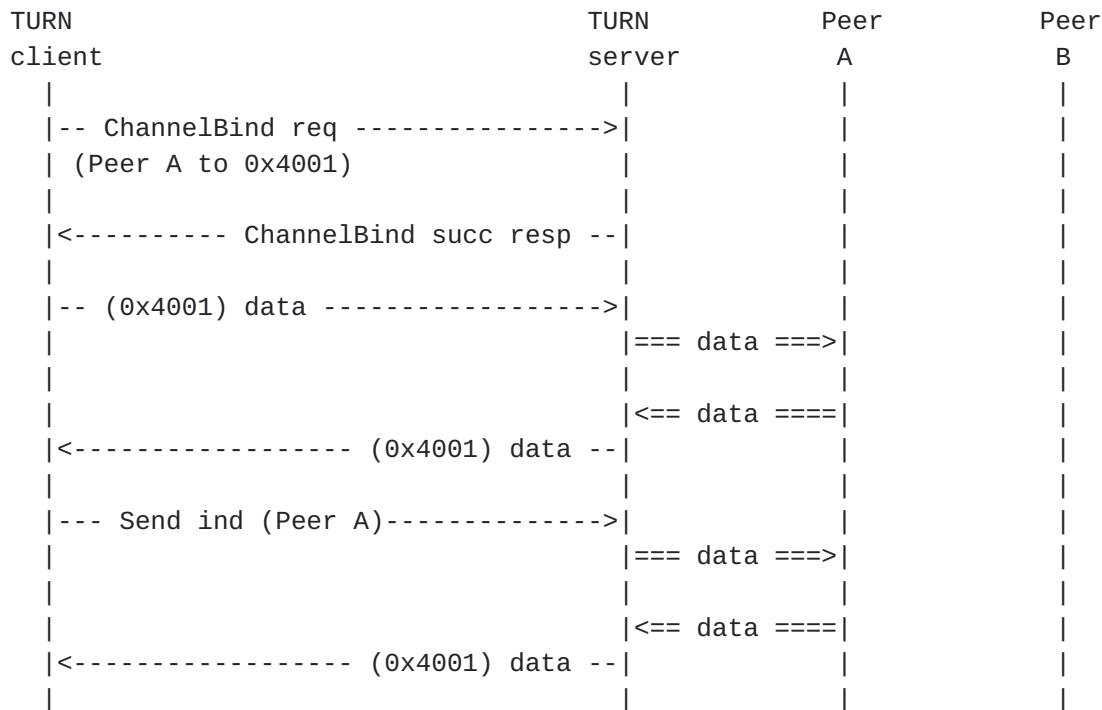 TURN                                 TURN           Peer          Peer
client                               server          A             B
  |                                    |             |             |
  |-- ChannelBind req ---------------->|             |             |
  | (Peer A to 0x4001)                 |             |             |
  |                                    |             |             |
  |<---------- ChannelBind succ resp --|             |             |
  |                                    |             |             |
  |-- (0x4001) data ------------------>|             |             |
  |                                    |=== data ===>|             |
  |                                    |             |             |
  |                                    |<== data ====|             |
  |<------------------ (0x4001) data --|             |             |
  |                                    |             |             |
  |--- Send ind (Peer A)-------------->|             |             |
  |                                    |=== data ===>|             |
  |                                    |             |             |
  |                                    |<== data ====|             |
  |<------------------ (0x4001) data --|             |             |
  |                                    |             |             |